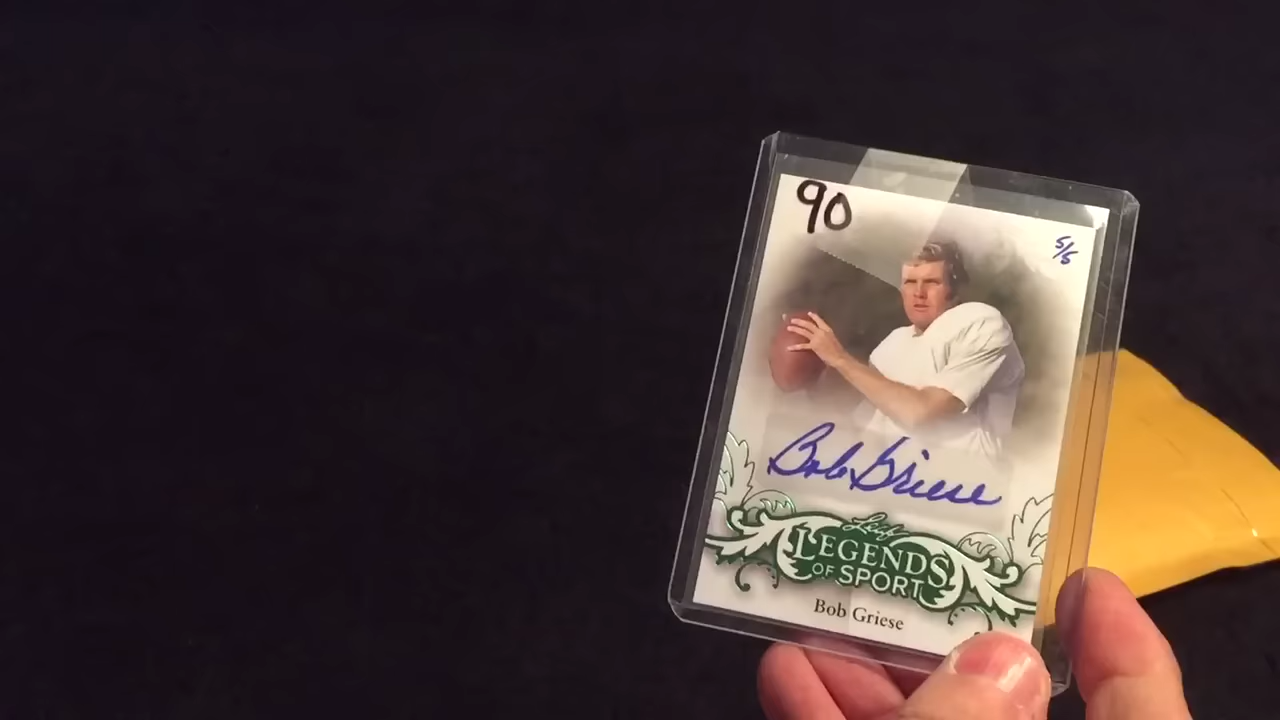 90
5/5
Bob Griese
Leaf
LEGENDS
OF SPORT
Bob Griese